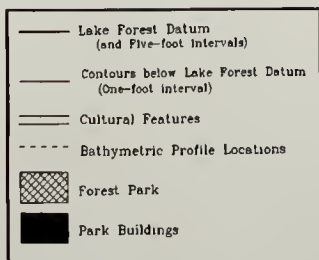 Lake Forest Datum
(and Five-foot intervals)
Contours below Lake Forest Datum
(One-foot interval)
Cultural Features
Bathymetric Profile Locations
Forest Park
Park Buildings